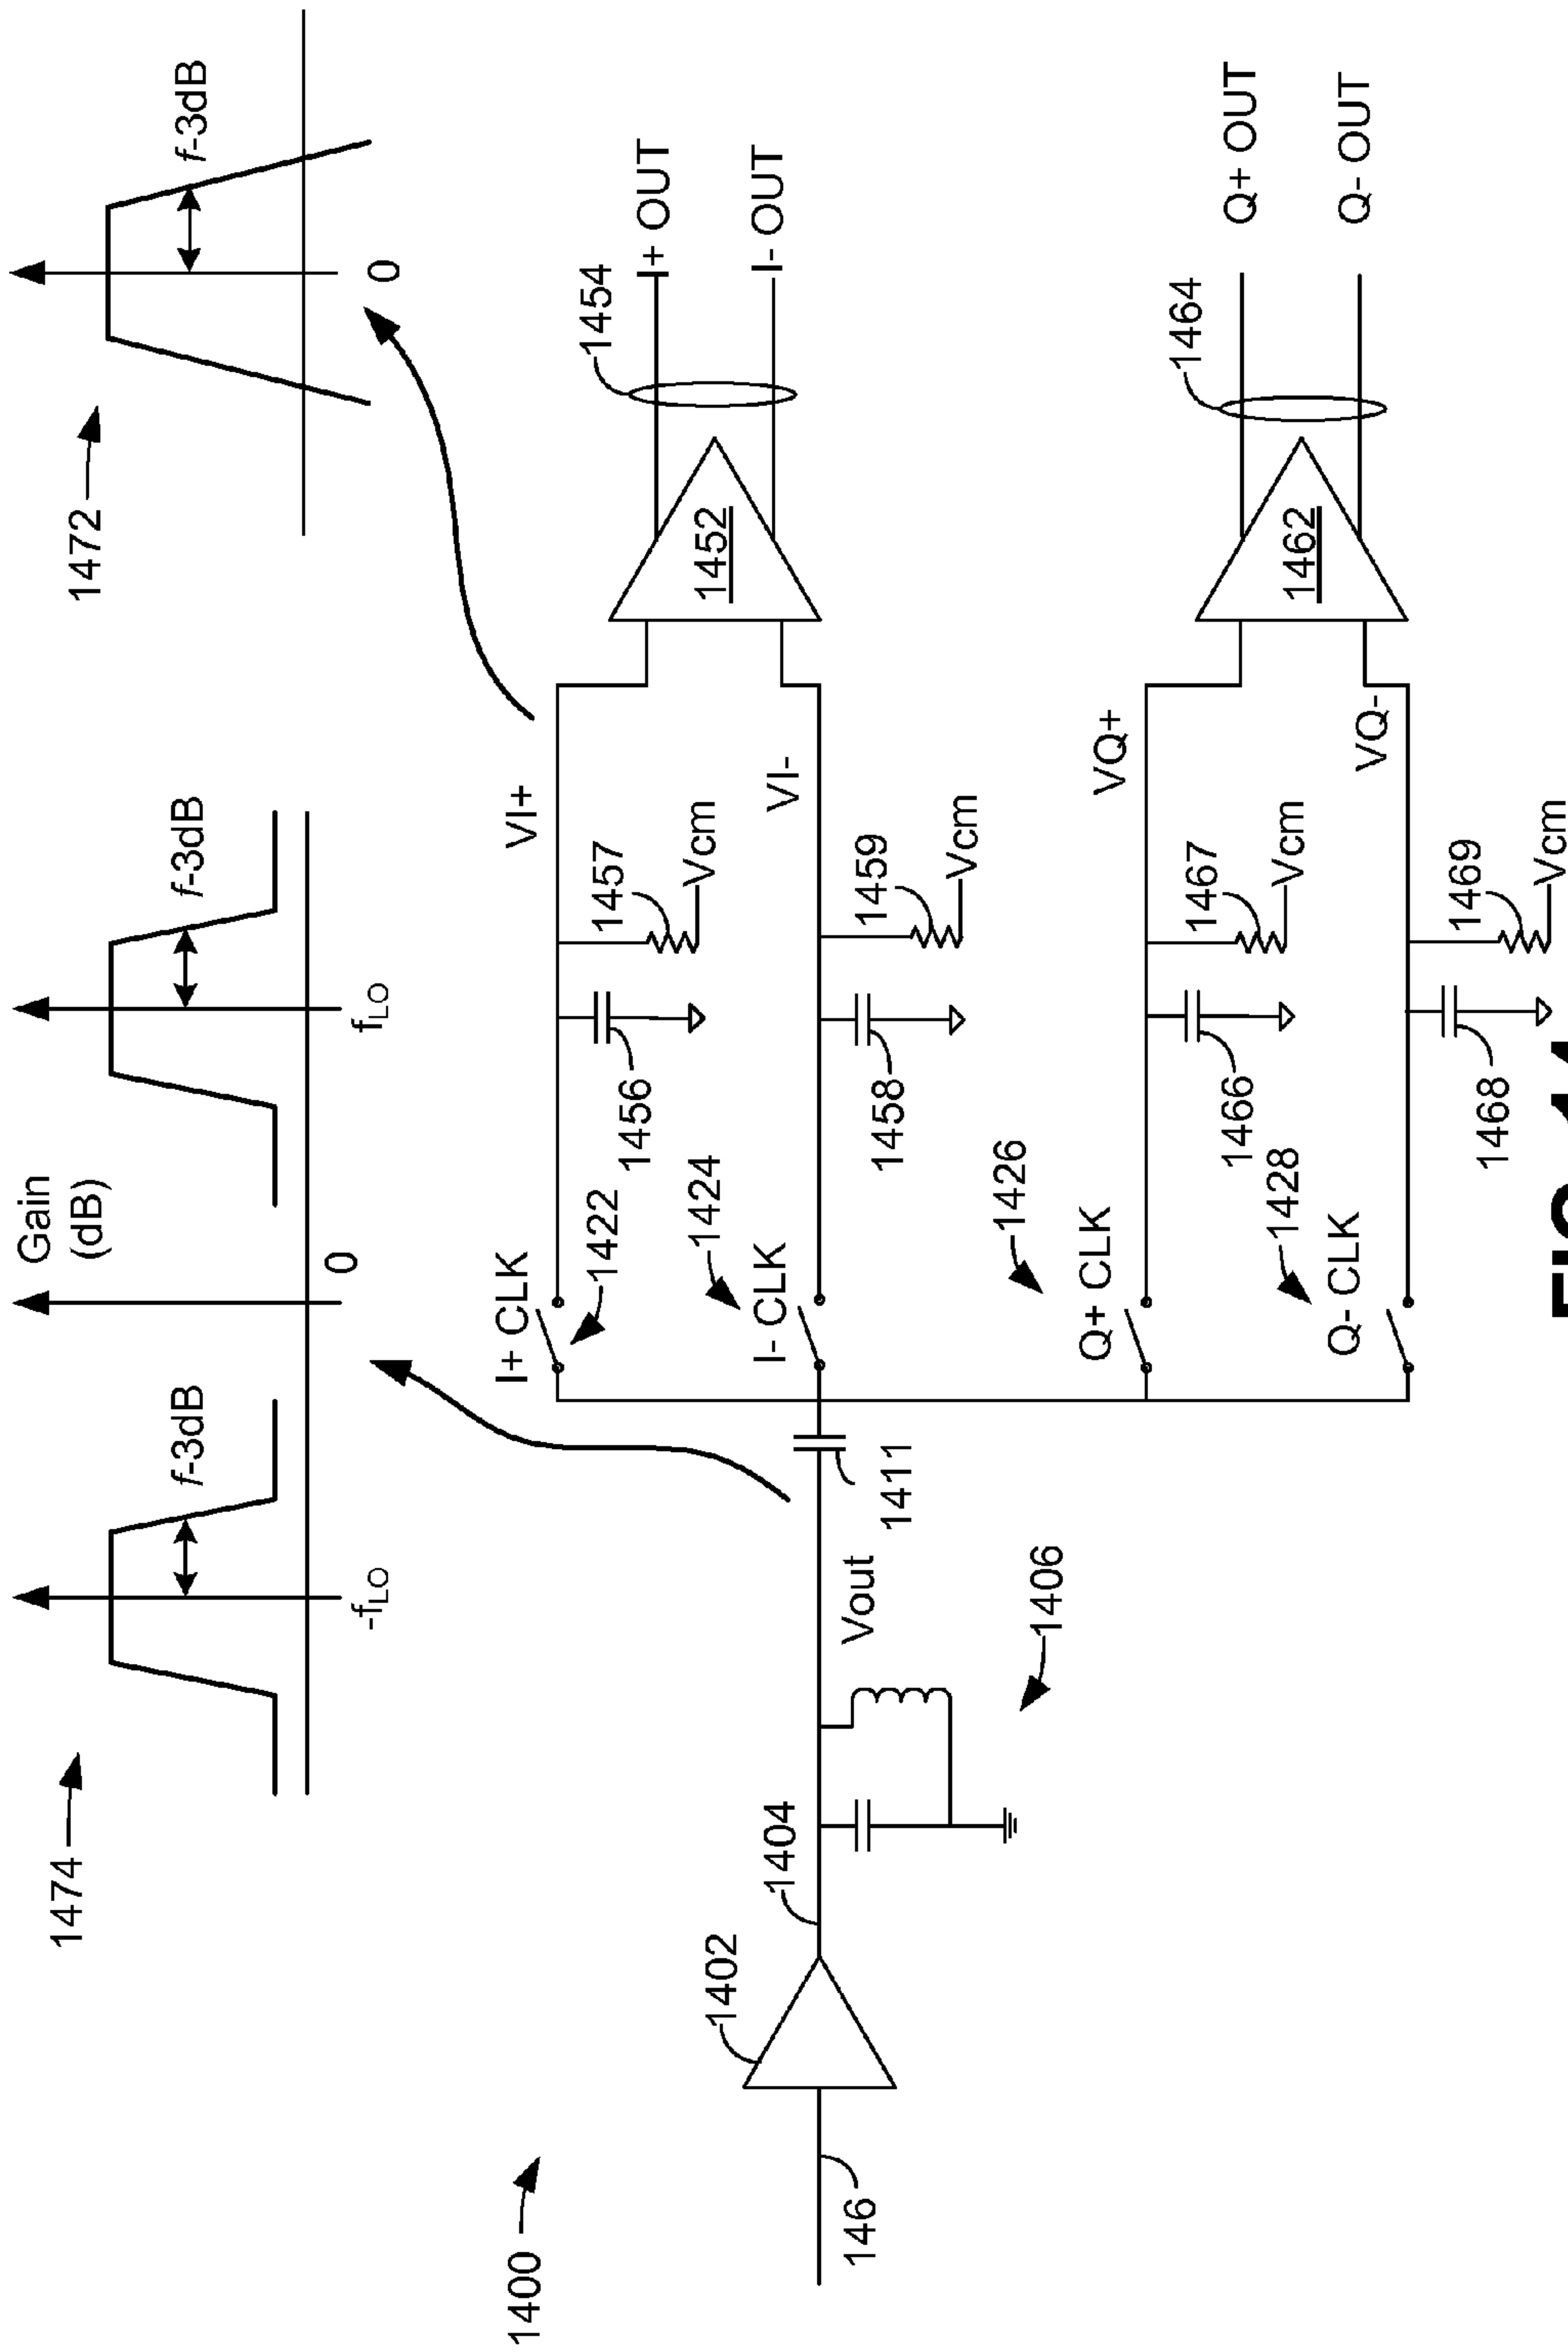 1474
Gain
(dB)
f-3dB
f-3dB
-fLO
0
fLO
1472
f-3dB
0
1400
146
1402
1404
1406
Vout
1411
I+ CLK
1422
1424
I- CLK
1426
Q+ CLK
1428
Q- CLK
VI+
1456
1457
Vcm
VI-
1458
1459
Vcm
VQ+
1466
1467
Vcm
VQ-
1468
1469
Vcm
1452
1454
I+ OUT
I- OUT
1462
1464
Q+ OUT
Q- OUT